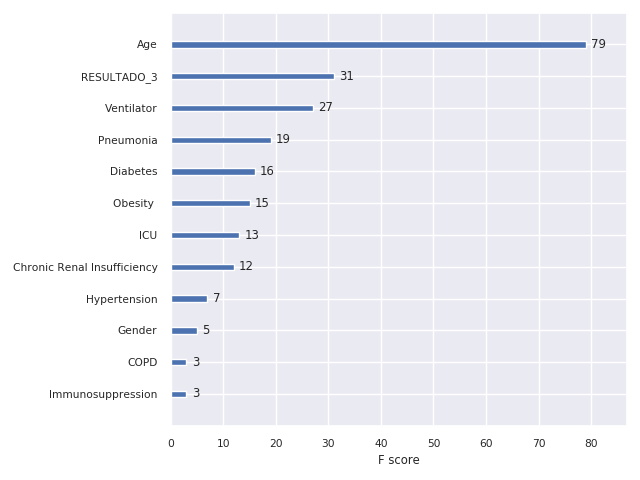 Age 79
RESULTADO_3 31
Ventilator 27
Pneumonia 19
Diabetes 16
Obesity 15
ICU 13
Chronic Renal Insufficiency 12
Hypertension 7
Gender 5
COPD 3
Immunosuppression 3
0 10 20 30 40 50 60 70 80
F score